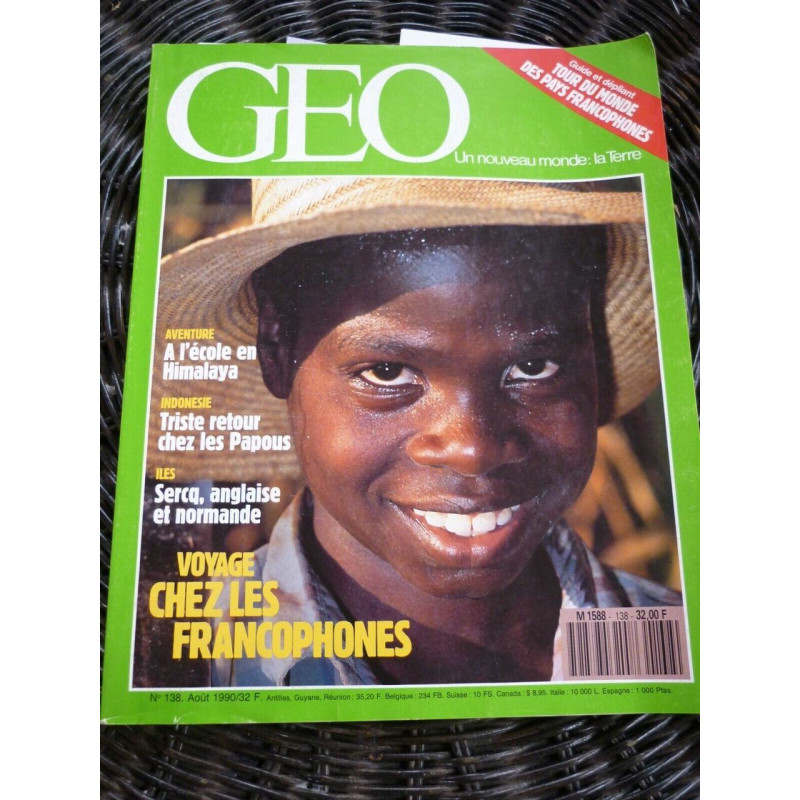 GEO
Un nouveau monde: la Terre
Guide et dépliant
TOUR DU MONDE
DES PAYS FRANCOPHONES
AVENTURE
A l'école en
Himalaya
INDONESIE
Triste retour
chez les Papous
ILES
Sercq, anglaise
et normande
VOYAGE
CHEZ LES
FRANCOPHONES
M 1588 - 138 - 32,00 F
N° 138. Août 1990/32 F. Antilles, Guyane, Réunion: 35,20 F. Belgique: 234 FB. Suisse: 10 FS. Canada: $ 8,95. Italie: 10 000 L. Espagne: 1 000 Ptas.